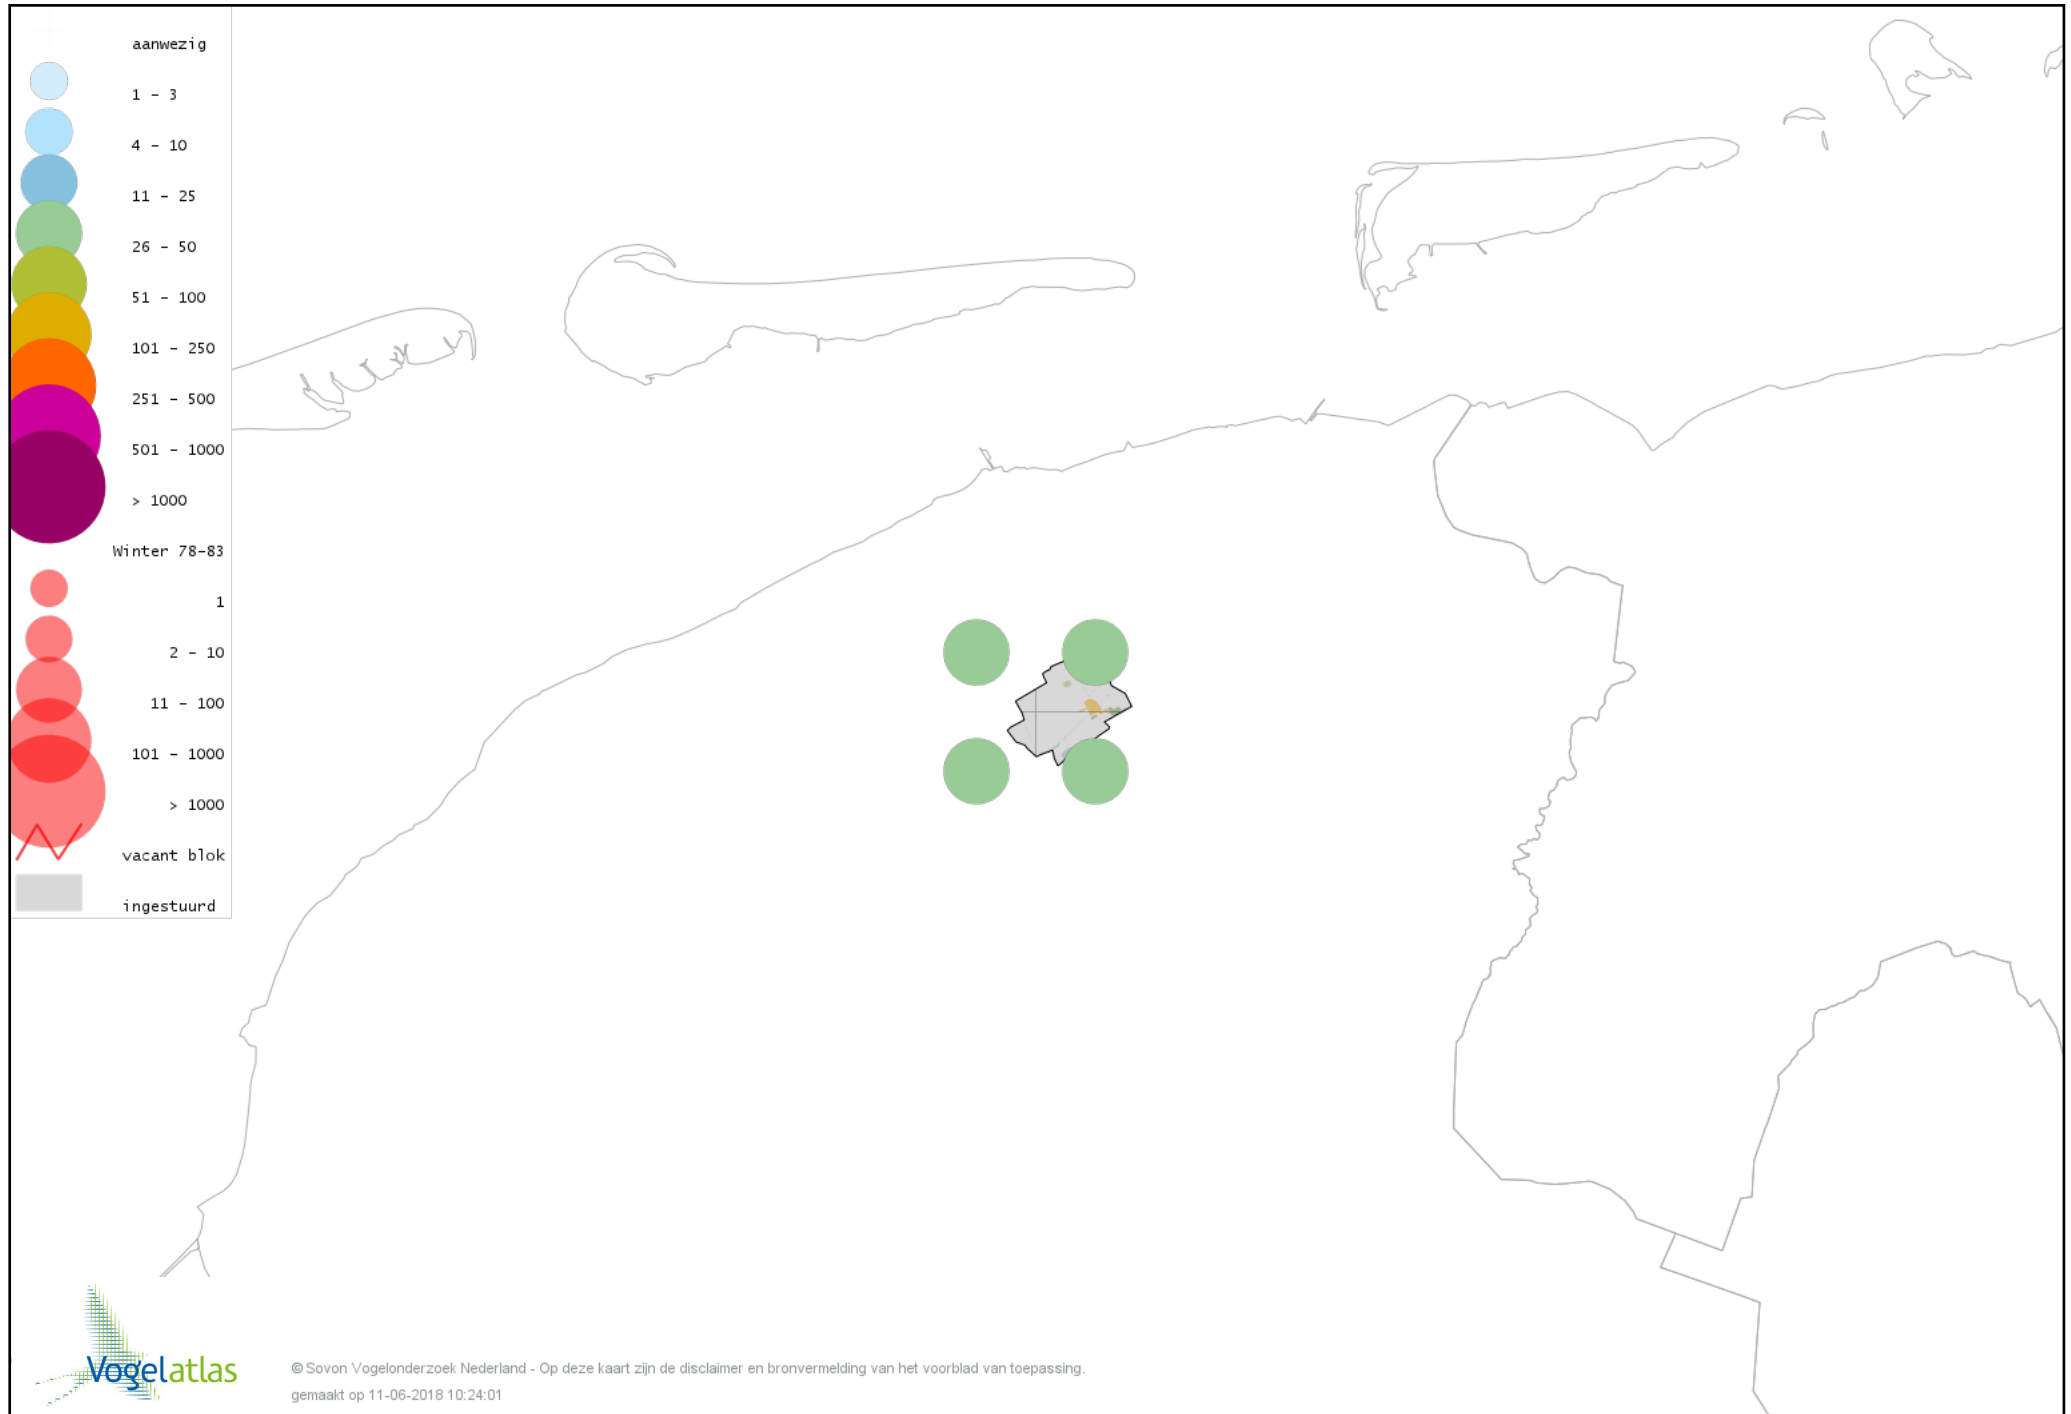 aanwezig
1 - 3
4 - 10
11 - 25
26 - 50
51 - 100
101 - 250
251 - 500
501 - 1000
> 1000
Winter 78-83
1
2 - 10
11 - 100
101 - 1000
> 1000
vacant blok
ingestuurd
Vogelatlas
© Sovon Vogelonderzoek Nederland - Op deze kaart zijn de disclaimer en bronvermelding van het voorblad van toepassing.
gemaakt op 11-06-2018 10:24:01